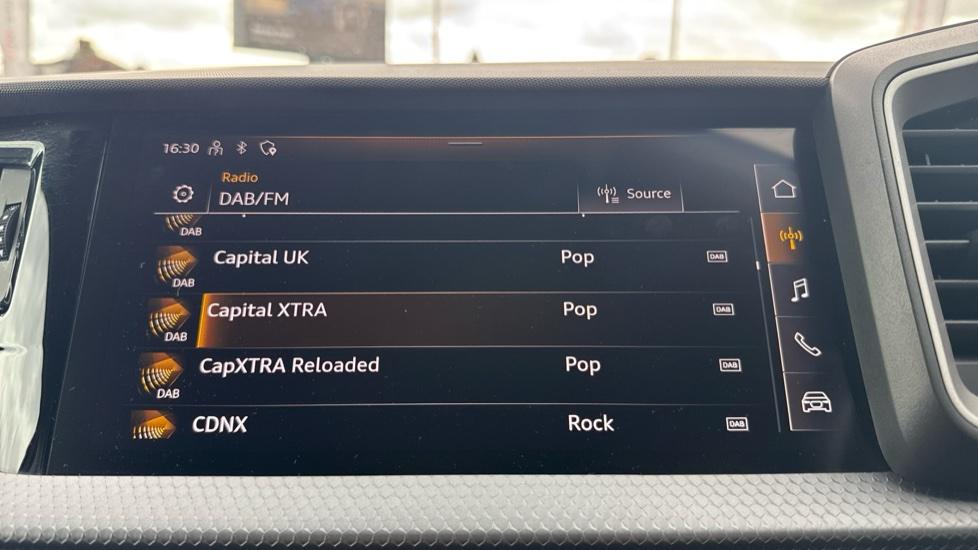 16:30
Radio
DAB/FM
Source
DAB
Capital UK Pop DAB
DAB
Capital XTRA Pop DAB
DAB
CapXTRA Reloaded Pop DAB
DAB
CDNX Rock DAB